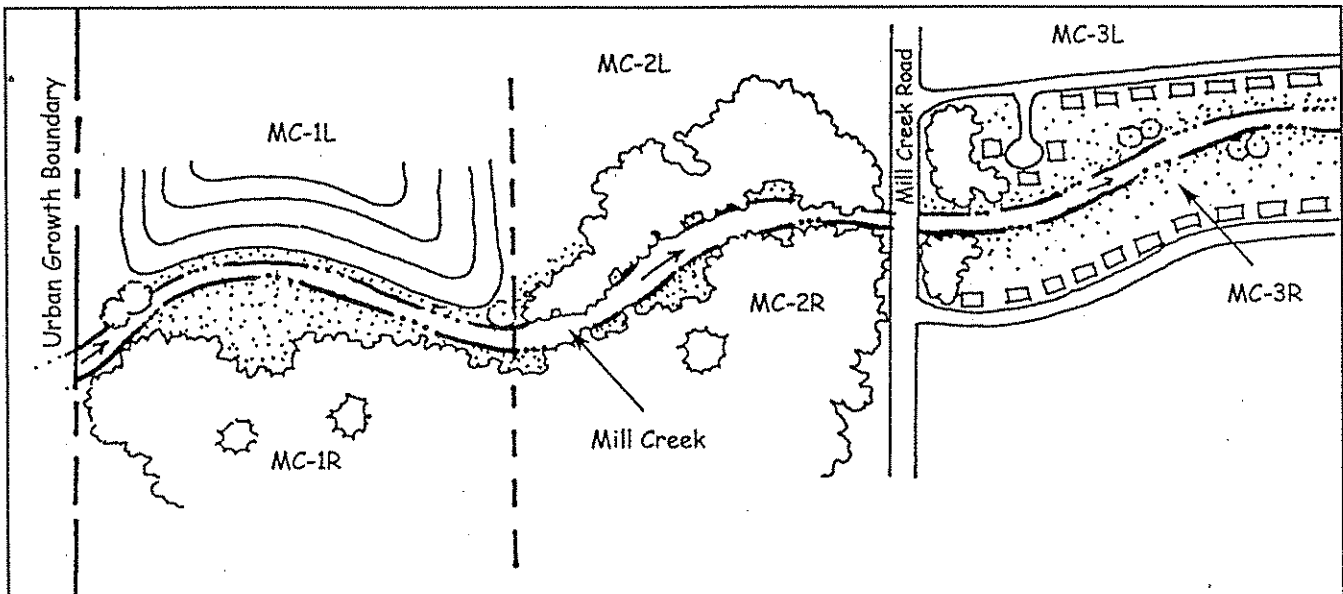 Urban Growth Boundary
MC-1L
MC-2L
Mill Creek Road
MC-3L
MC-1R
Mill Creek
MC-2R
MC-3R